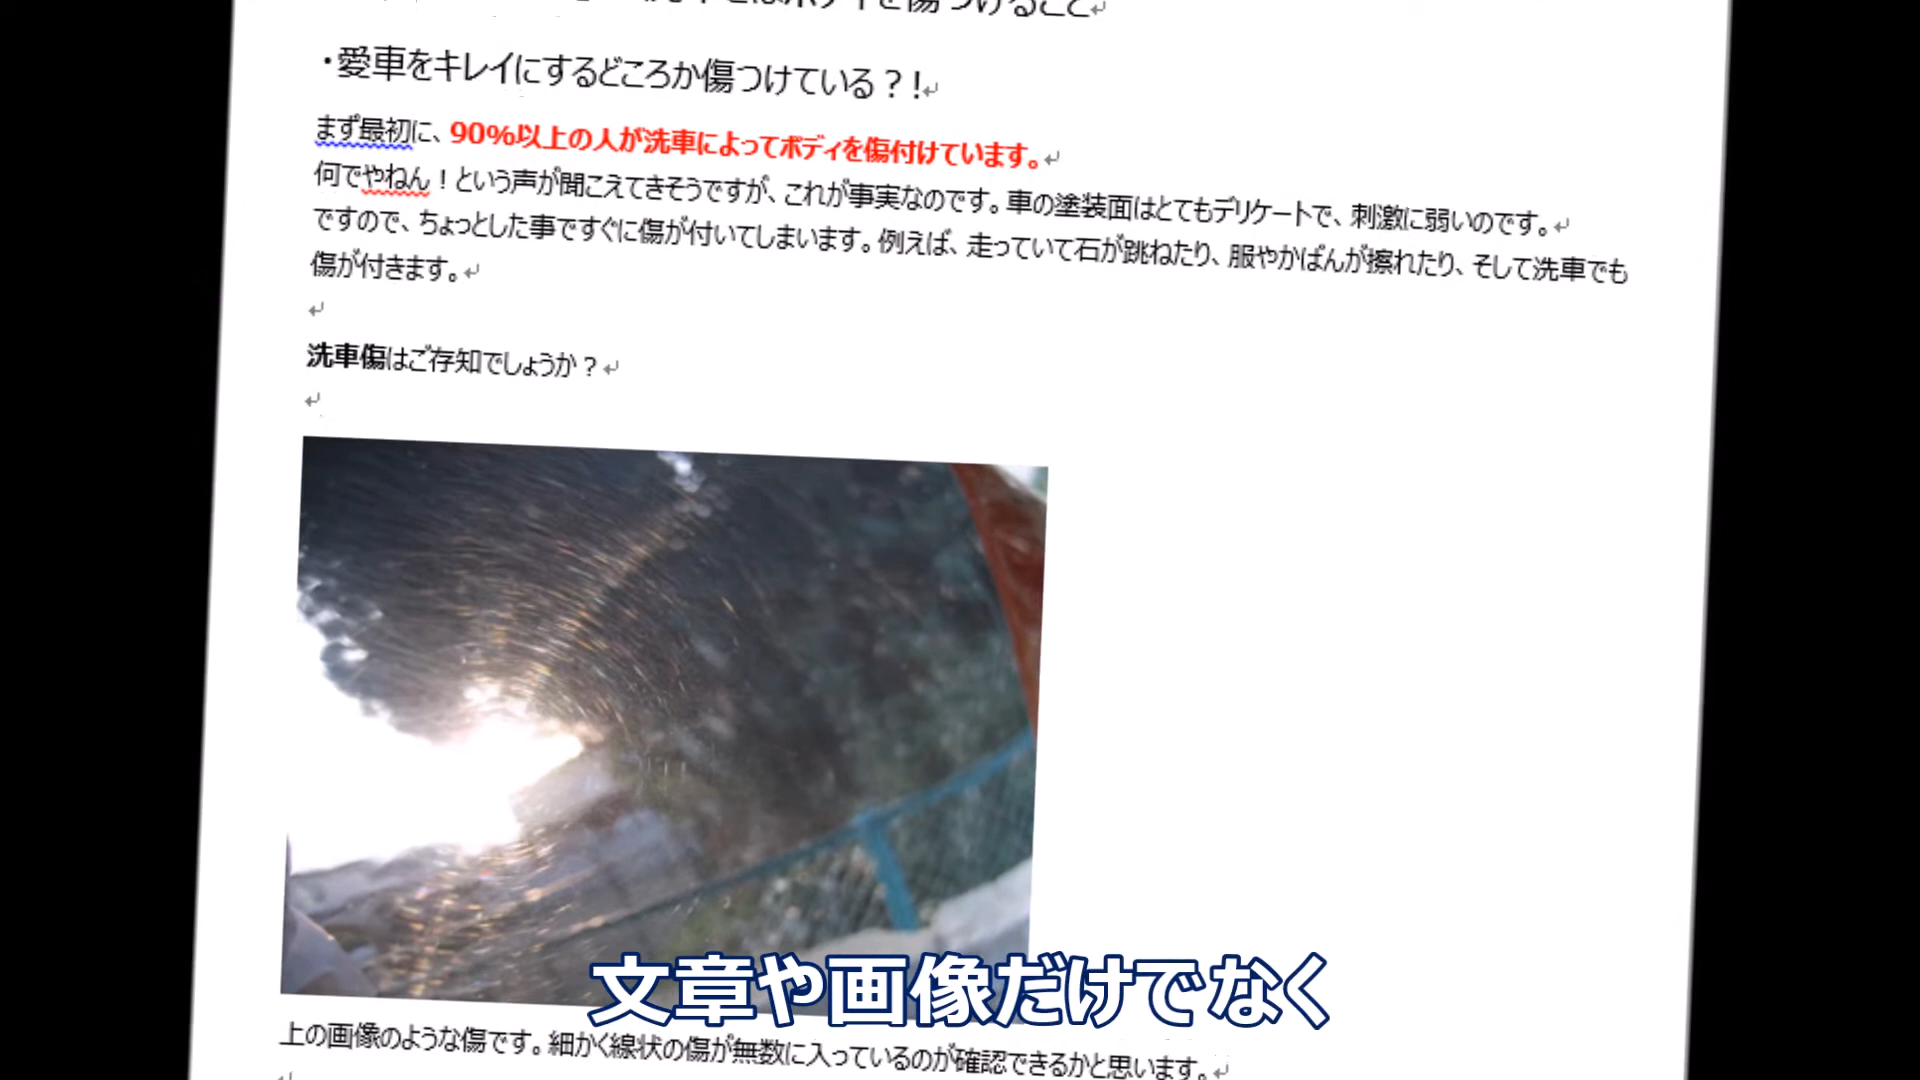 ボディを傷つけること
・愛車をキレイにするどころか傷つけている？！
まず最初に、90%以上の人が洗車によってボディを傷付けています。
何でやねん！という声が聞こえてきそうですが、これが事実なのです。車の塗装面はとてもデリケートで、刺激に弱いのです。
ですので、ちょっとした事ですぐに傷が付いてしまいます。例えば、走っていて石が跳ねたり、服やかばんが擦れたり、そして洗車でも
傷が付きます。
洗車傷はご存知でしょうか？
文章や画像だけでなく
上の画像のような傷です。細かく線状の傷が無数に入っているのが確認できるかと思います。